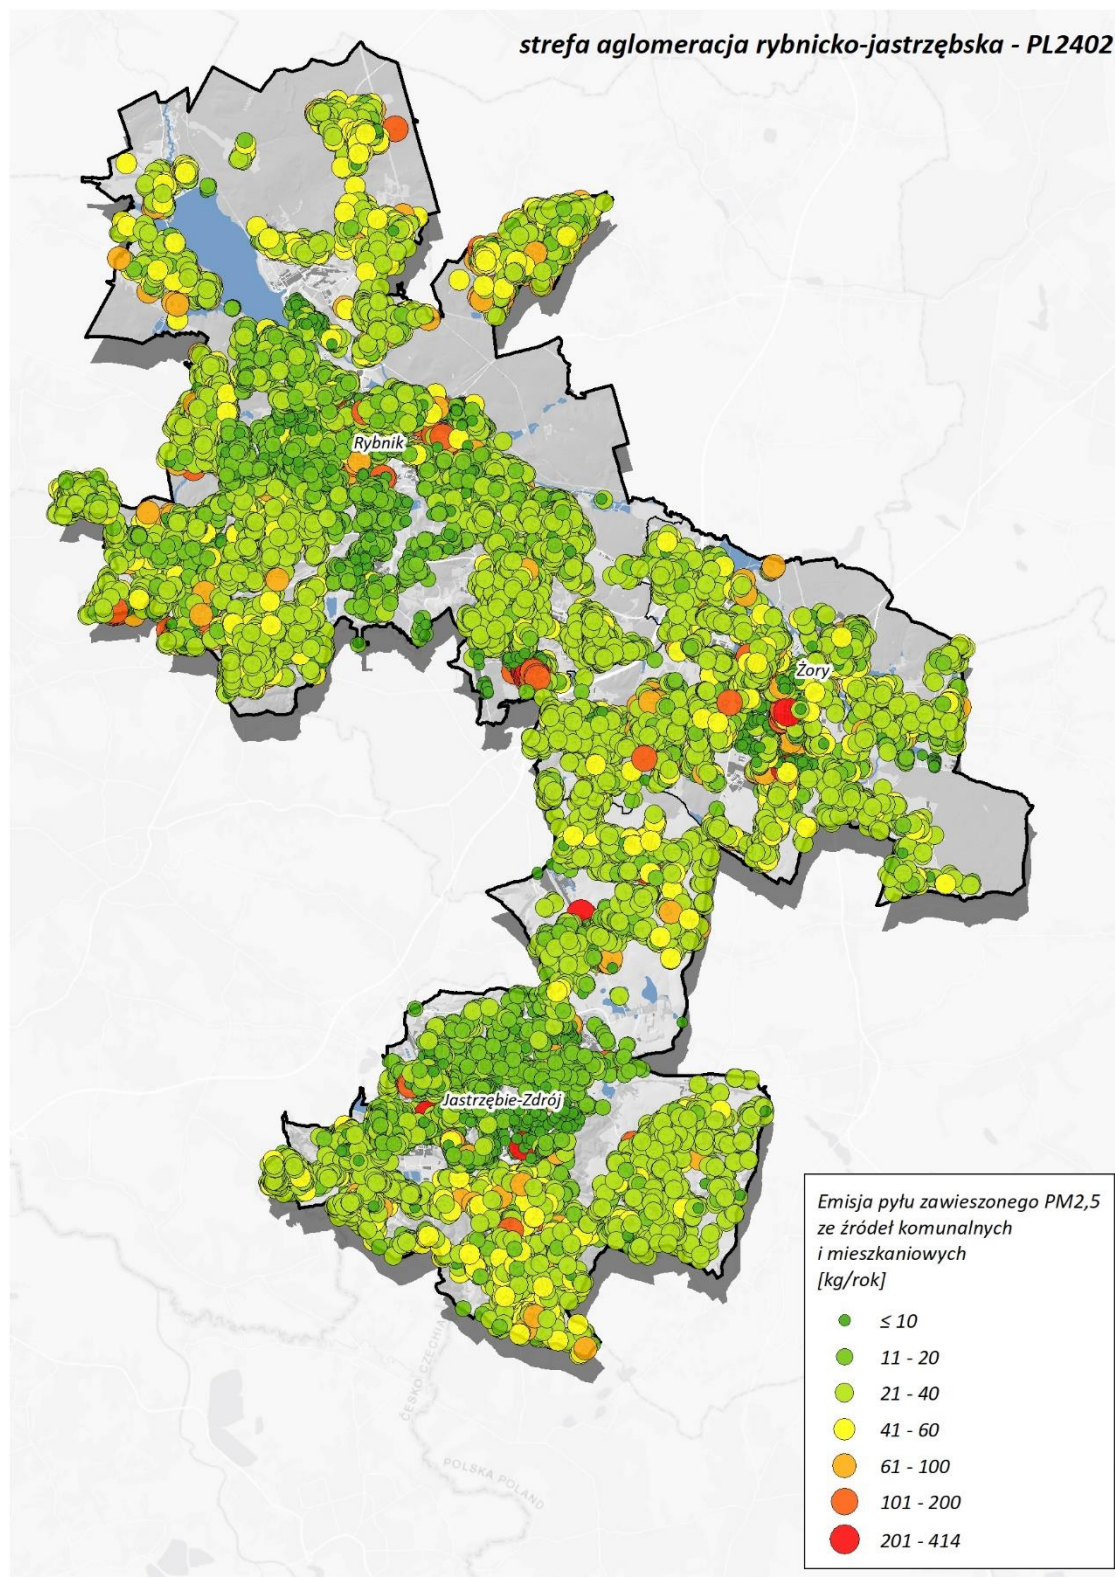 strefa aglomeracja rybnicko-jastrzębska - PL2402
Rybnik
Żory
Jastrzębie-Zdrój
Emisja pyłu zawieszonego PM2,5
ze źródeł komunalnych
i mieszkaniowych
[kg/rok]
≤ 10
11 - 20
21 - 40
41 - 60
61 - 100
101 - 200
201 - 414
ČESKO CZECHIA
POLSKA POLAND